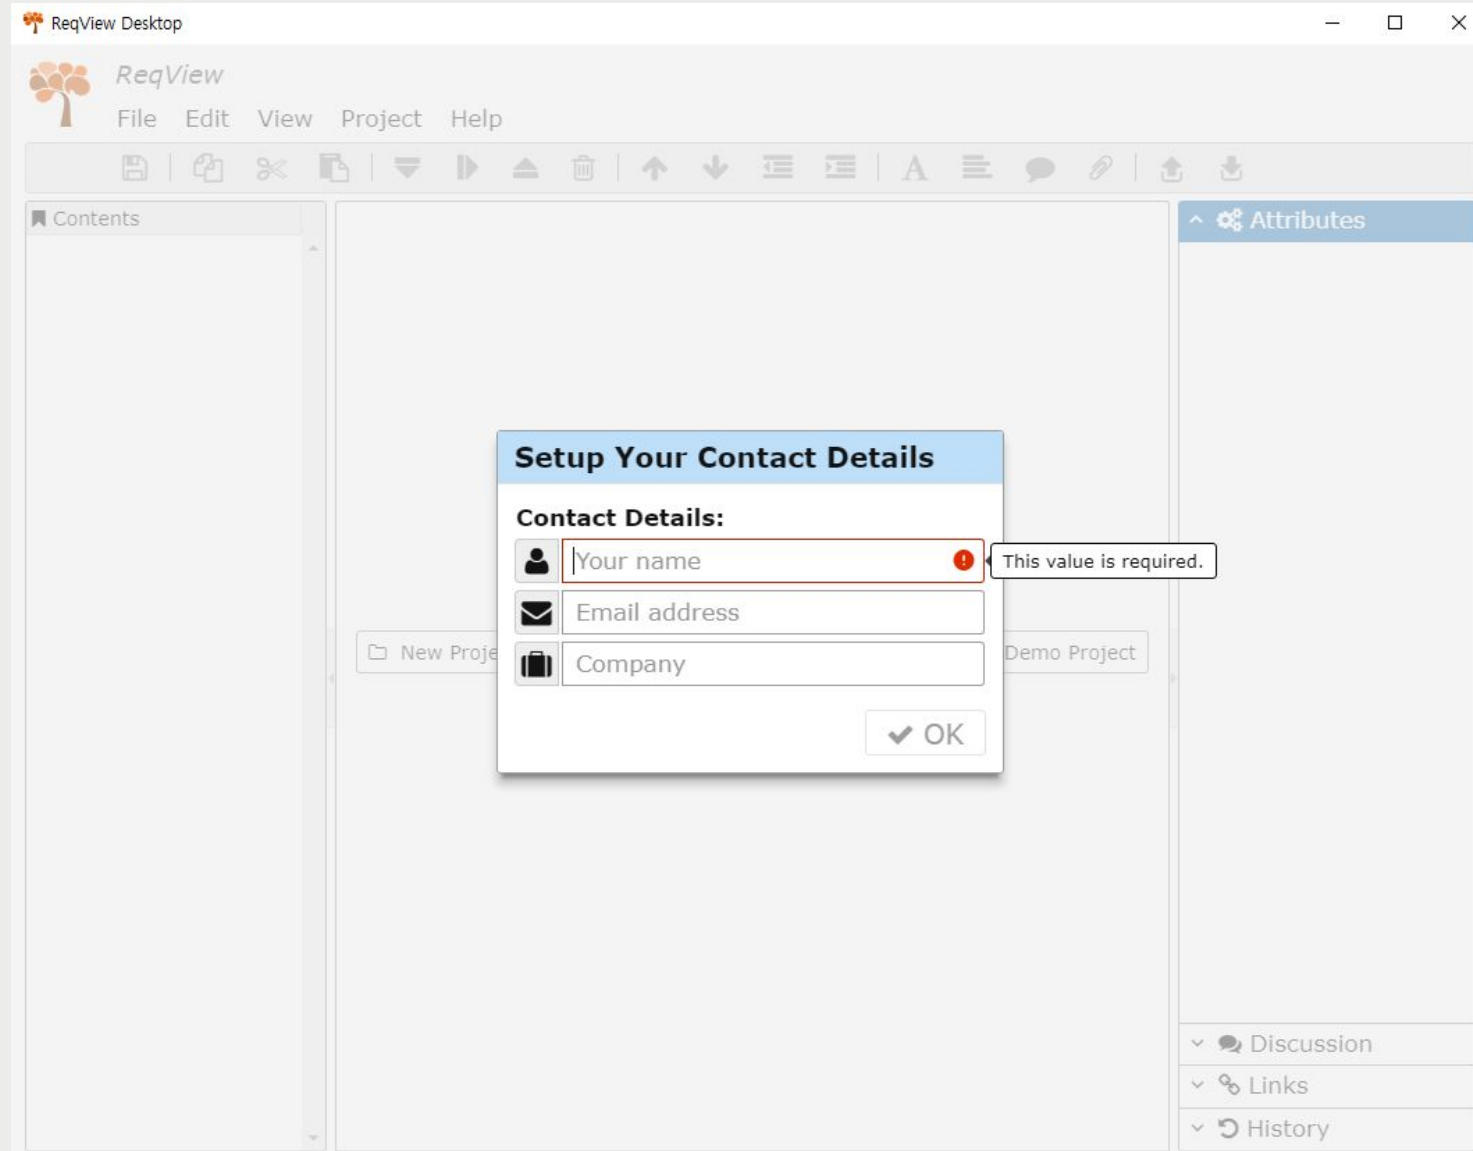 ReqView Desktop
ReqView
File Edit View Project Help
Contents
Attributes
Setup Your Contact Details
Contact Details:
Your name
This value is required.
Email address
New Proje
Company
Demo Project
OK
Discussion
Links
History